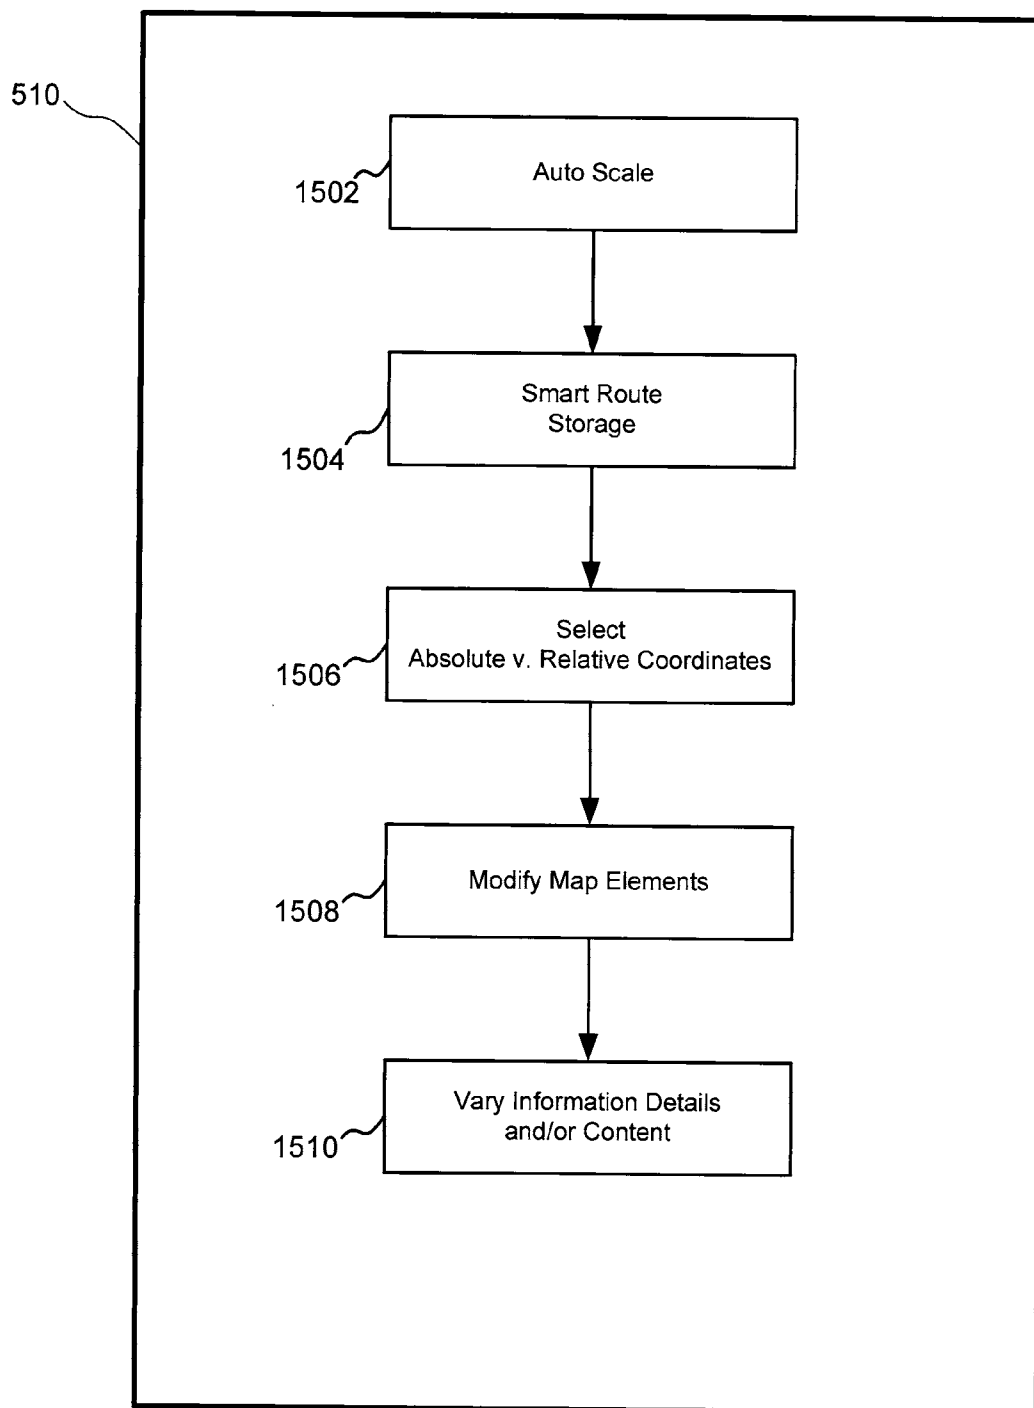 510
Auto Scale
1502
Smart Route
Storage
1504
Select
Absolute v. Relative Coordinates
1506
Modify Map Elements
1508
Vary Information Details
and/or Content
1510